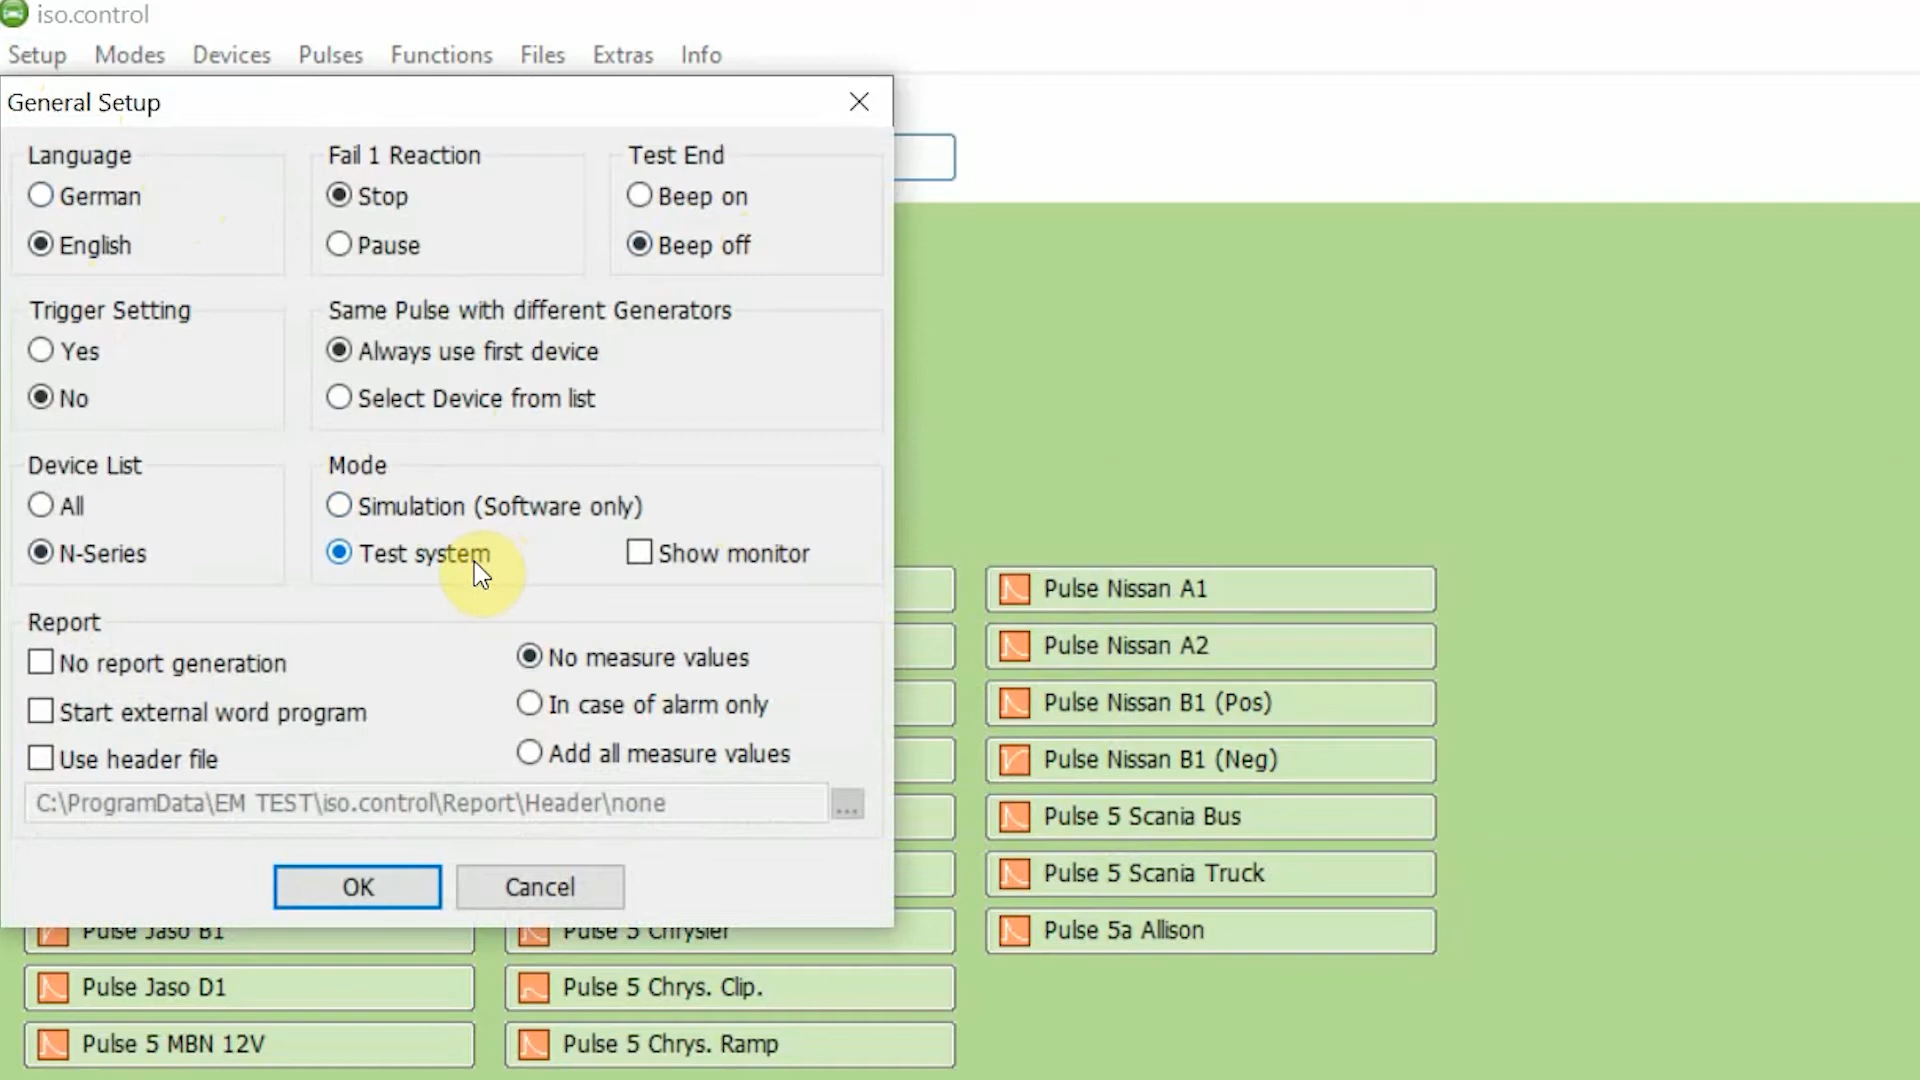 iso.control
Setup Modes Devices Pulses Functions Files Extras Info
General Setup
Language
German
English
Fail 1 Reaction
Stop
Pause
Test End
Beep on
Beep off
Trigger Setting
Yes
No
Same Pulse with different Generators
Always use first device
Select Device from list
Device List
All
N-Series
Mode
Simulation (Software only)
Test system
Show monitor
Report
No report generation
Start external word program
Use header file
No measure values
In case of alarm only
Add all measure values
C:\ProgramData\EM TEST\iso.control\Report\Header\none
...
OK
Cancel
Pulse Jaso B1
Pulse Jaso D1
Pulse 5 MBN 12V
Pulse 5 Chrysler
Pulse 5 Chrys. Clip.
Pulse 5 Chrys. Ramp
Pulse Nissan A1
Pulse Nissan A2
Pulse Nissan B1 (Pos)
Pulse Nissan B1 (Neg)
Pulse 5 Scania Bus
Pulse 5 Scania Truck
Pulse 5a Allison